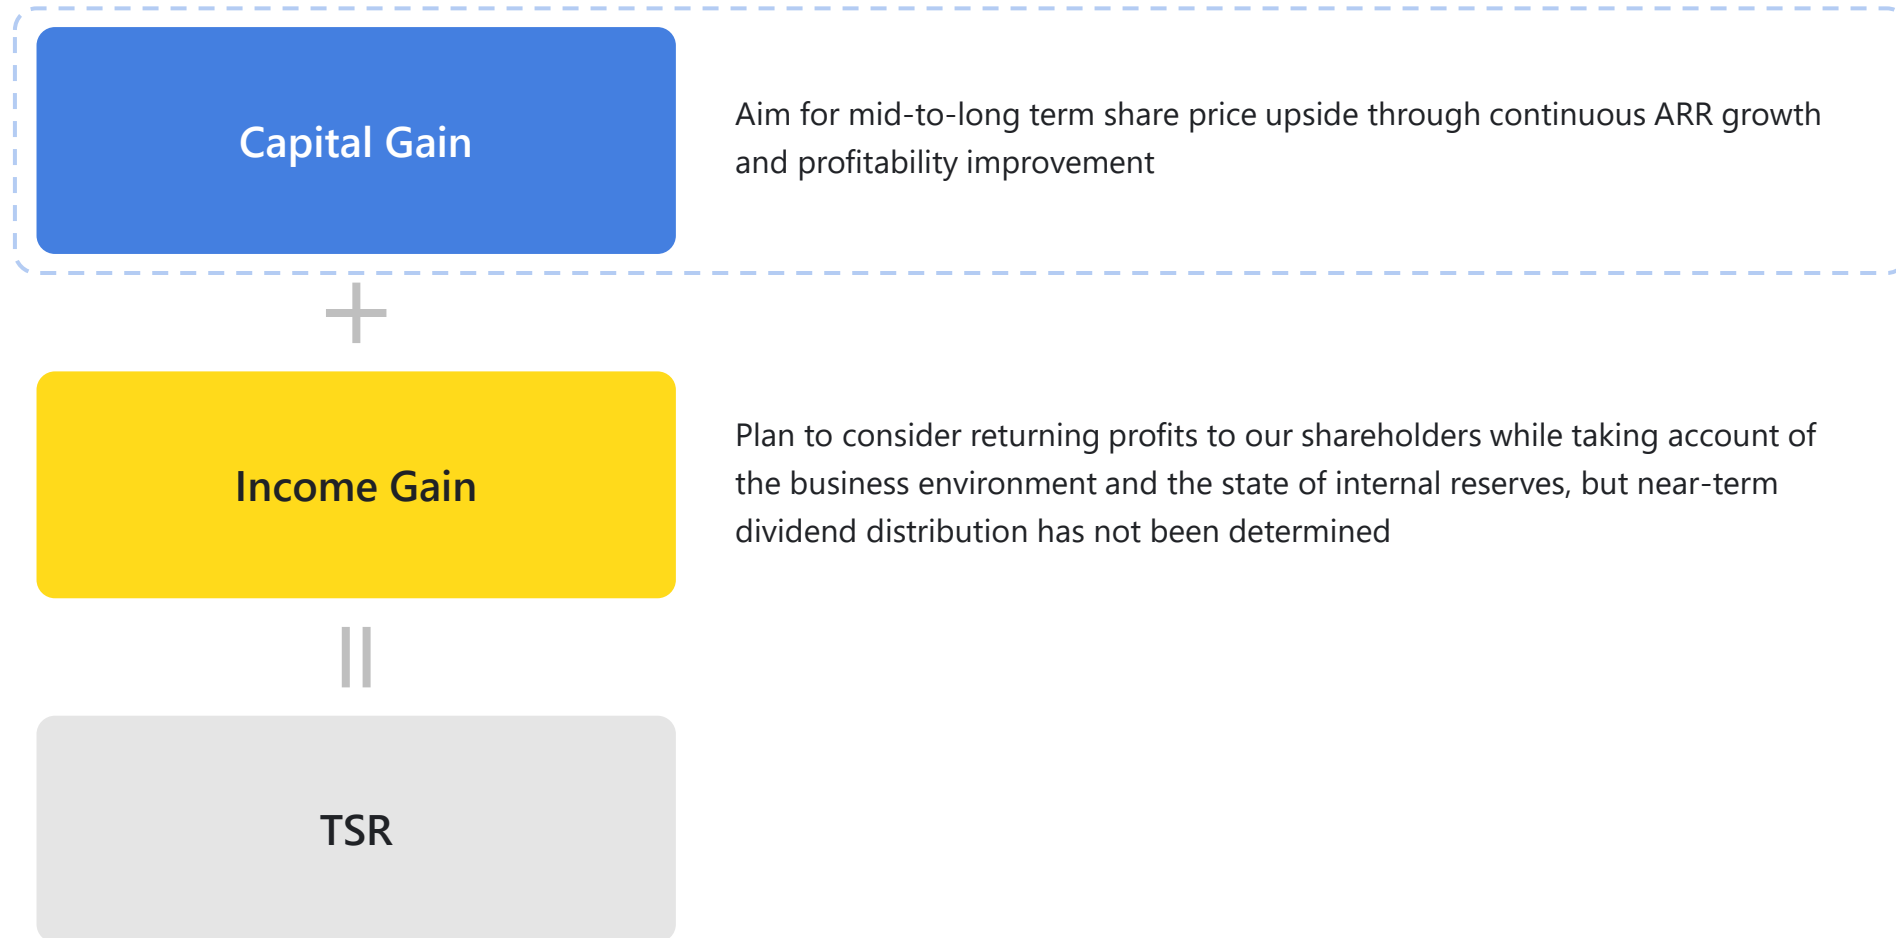 Capital Gain
Aim for mid-to-long term share price upside through continuous ARR growth
and profitability improvement
+
Income Gain
Plan to consider returning profits to our shareholders while taking account of
the business environment and the state of internal reserves, but near-term
dividend distribution has not been determined
TSR